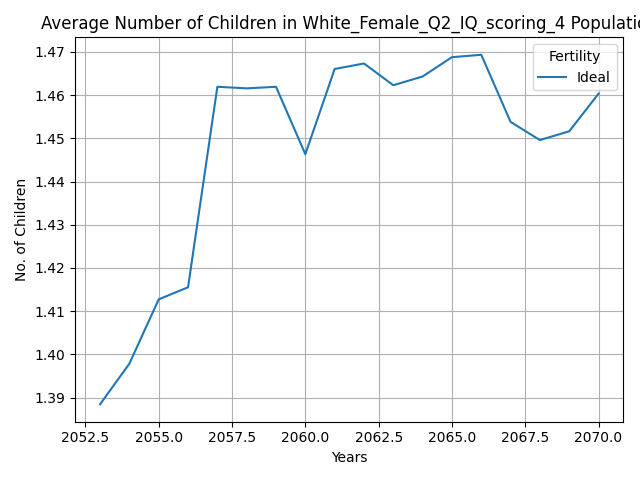 Average Number of Children in White_Female_Q2_IQ_scoring_4 Populatio
Fertility
Ideal
1.47
1.46
1.45
1.44
1.43
1.42
1.41
1.40
1.39
No. of Children
2052.5 2055.0 2057.5 2060.0 2062.5 2065.0 2067.5 2070.0
Years